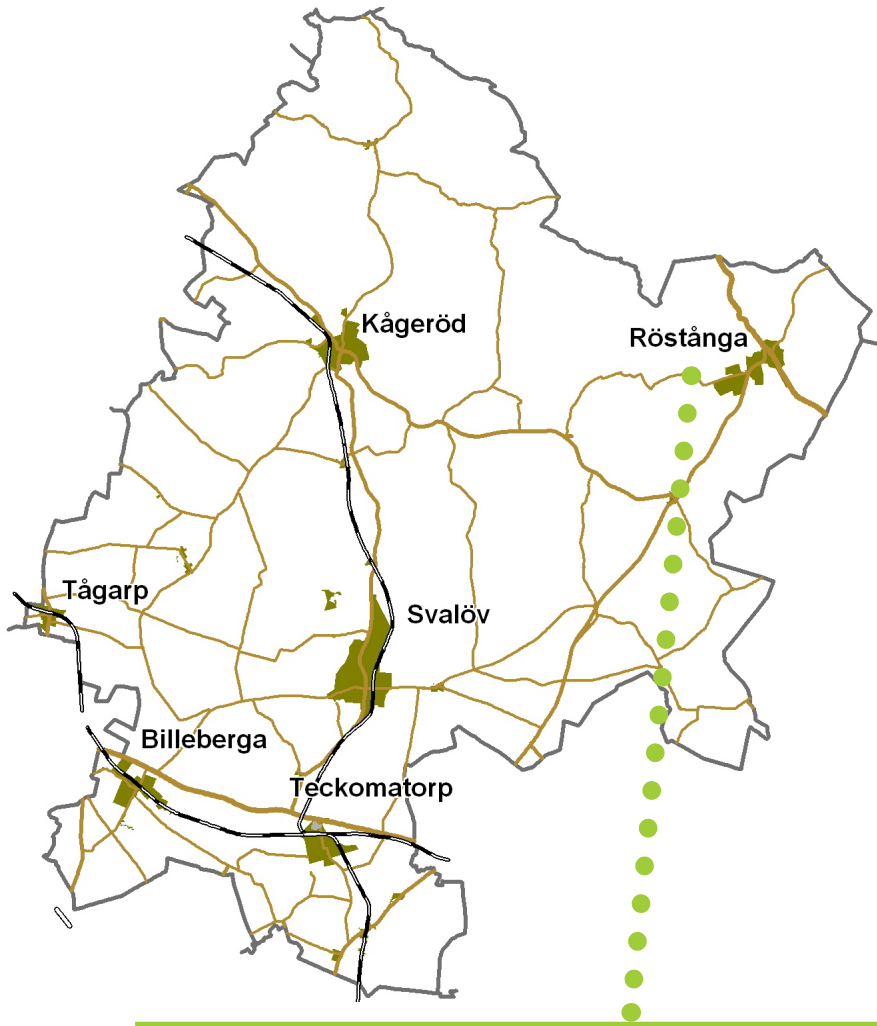 Kågeröd
Röstånga
Tågarp
Svalöv
Billeberga
Teckomatorp